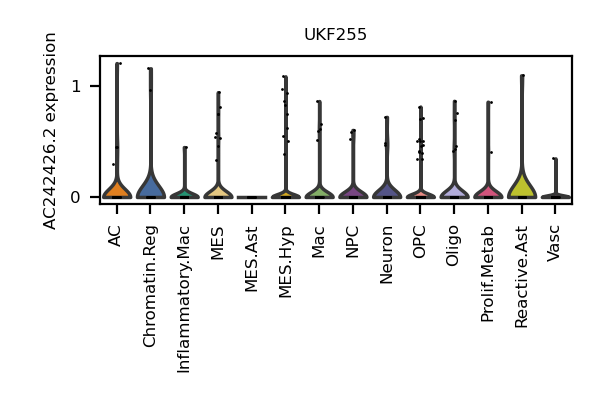 UKF255
AC242426.2 expression
1
0
AC
Chromatin.Reg
Inflammatory.Mac
MES
MES.Ast
MES.Hyp
Mac
NPC
Neuron
OPC
Oligo
Prolif.Metab
Reactive.Ast
Vasc